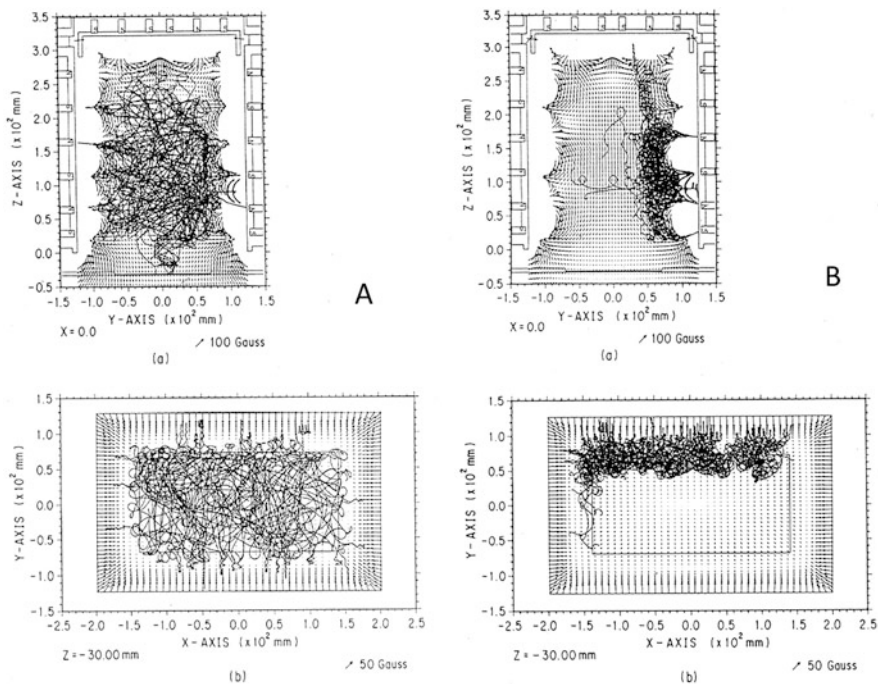 3.5
3.0
2.5
2.0
1.5
1.0
0.5
0.0
-0.5
Z-AXIS (x10² mm)
-1.5 -1.0 -0.5 0.0 0.5 1.0 1.5
Y-AXIS (x10² mm)
X=0.0
100 Gauss
(a)
A
3.5
3.0
2.5
2.0
1.5
1.0
0.5
0.0
-0.5
Z-AXIS (x10² mm)
-1.5 -1.0 -0.5 0.0 0.5 1.0 1.5
Y-AXIS (x10² mm)
X=0.0
100 Gauss
(a)
B
1.5
1.0
0.5
0.0
-0.5
-1.0
-1.5
Y-AXIS (x10² mm)
-2.5 -2.0 -1.5 -1.0 -0.5 0.0 0.5 1.0 1.5 2.0 2.5
X-AXIS (x10² mm)
Z=-30.00 mm
50 Gauss
(b)
1.5
1.0
0.5
0.0
-0.5
-1.0
-1.5
Y-AXIS (x10² mm)
-2.5 -2.0 -1.5 -1.0 -0.5 0.0 0.5 1.0 1.5 2.0 2.5
X-AXIS (x10² mm)
Z=-30.00 mm
50 Gauss
(b)